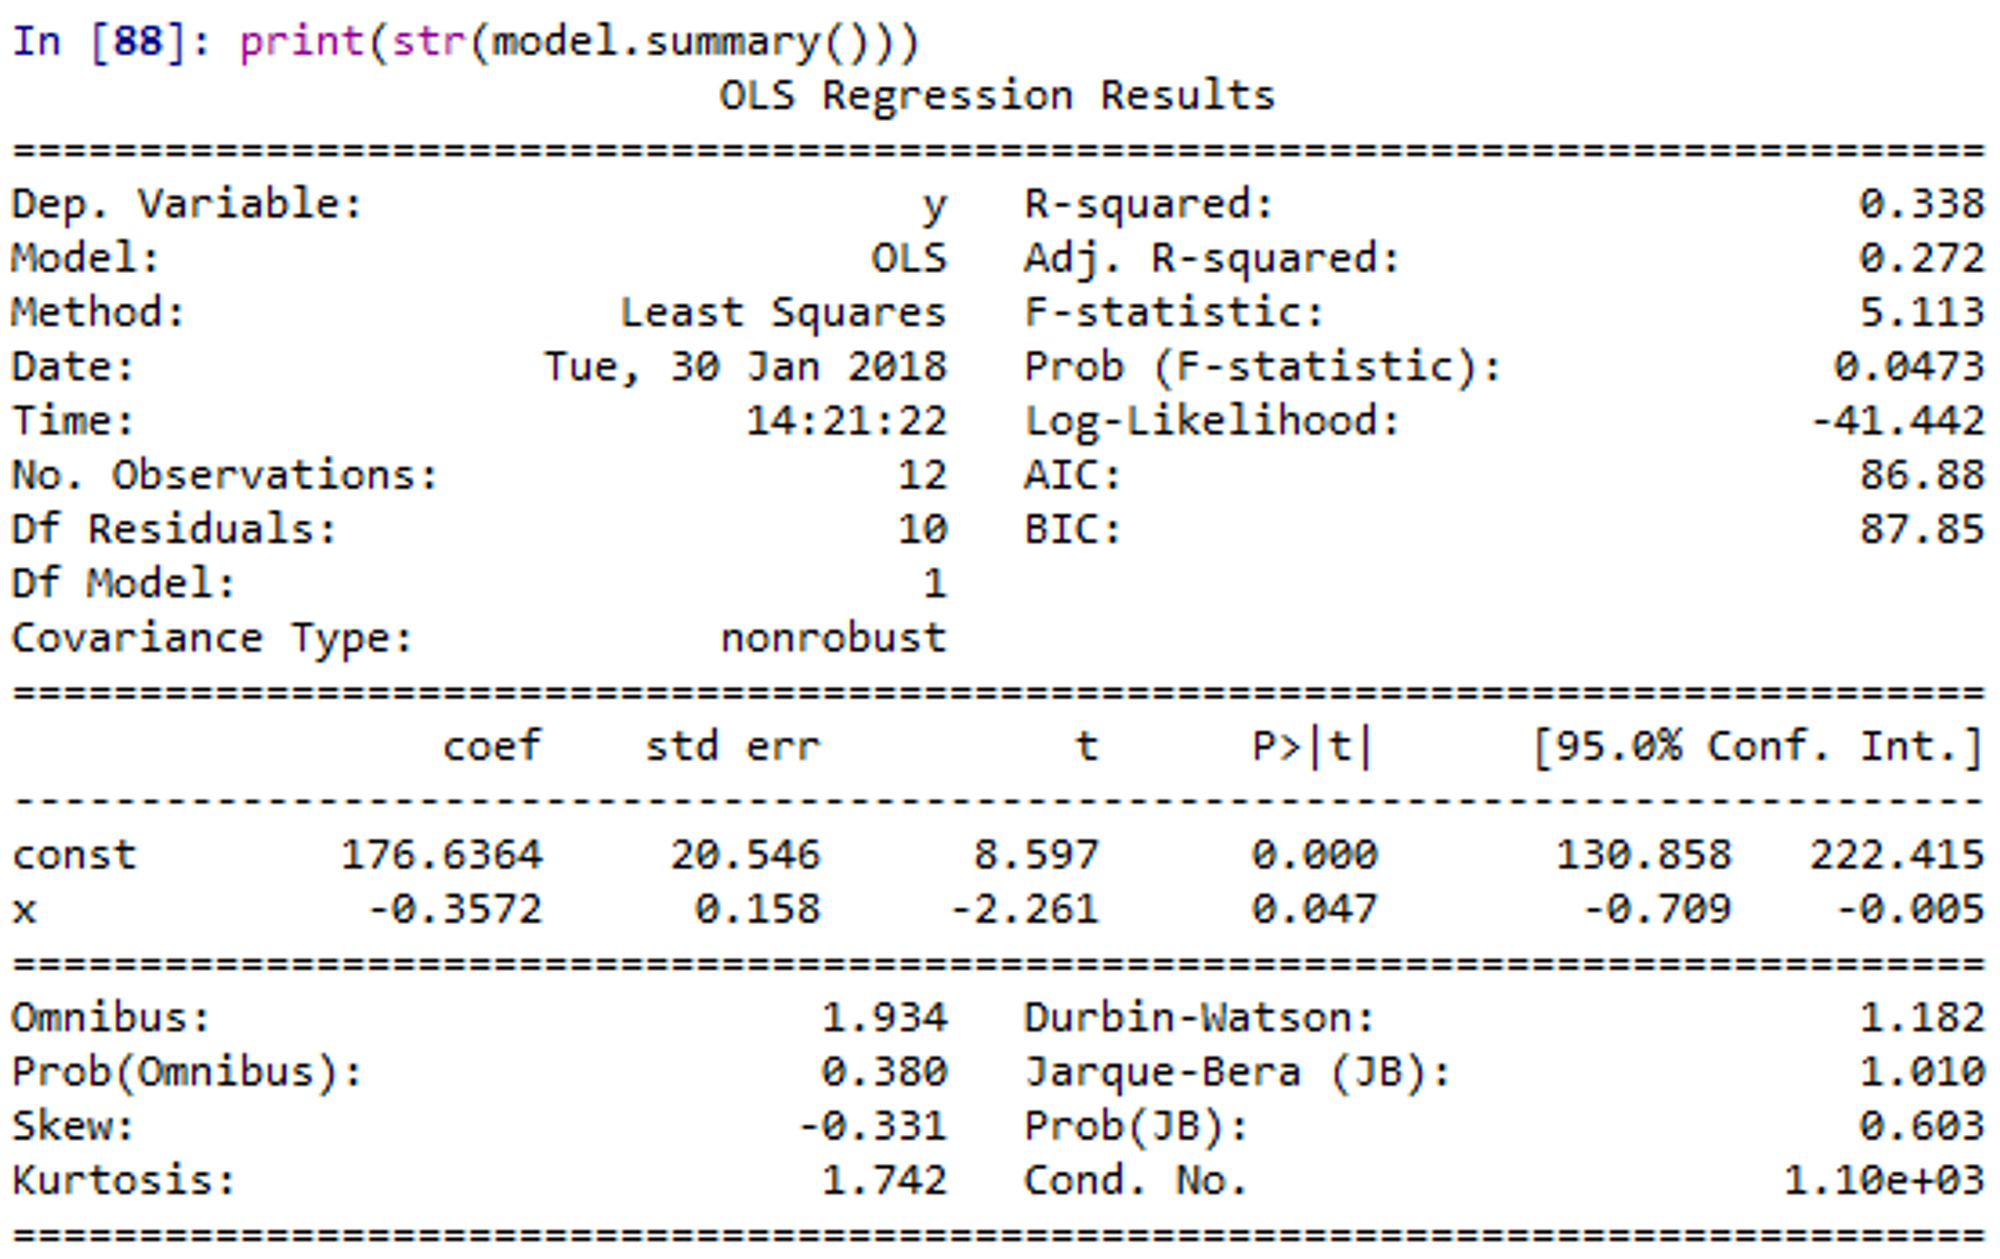 In [88]: print(str(model.summary()))
                            OLS Regression Results
==============================================================================
Dep. Variable:                      y   R-squared:                       0.338
Model:                            OLS   Adj. R-squared:                  0.272
Method:                 Least Squares   F-statistic:                     5.113
Date:                Tue, 30 Jan 2018   Prob (F-statistic):             0.0473
Time:                        14:21:22   Log-Likelihood:                -41.442
No. Observations:                  12   AIC:                             86.88
Df Residuals:                      10   BIC:                             87.85
Df Model:                           1
Covariance Type:            nonrobust
==============================================================================
                 coef    std err          t      P>|t|      [95.0% Conf. Int.]
------------------------------------------------------------------------------
const        176.6364     20.546      8.597      0.000       130.858   222.415
x             -0.3572      0.158     -2.261      0.047        -0.709    -0.005
==============================================================================
Omnibus:                        1.934   Durbin-Watson:                   1.182
Prob(Omnibus):                  0.380   Jarque-Bera (JB):                1.010
Skew:                          -0.331   Prob(JB):                        0.603
Kurtosis:                       1.742   Cond. No.                     1.10e+03
==============================================================================